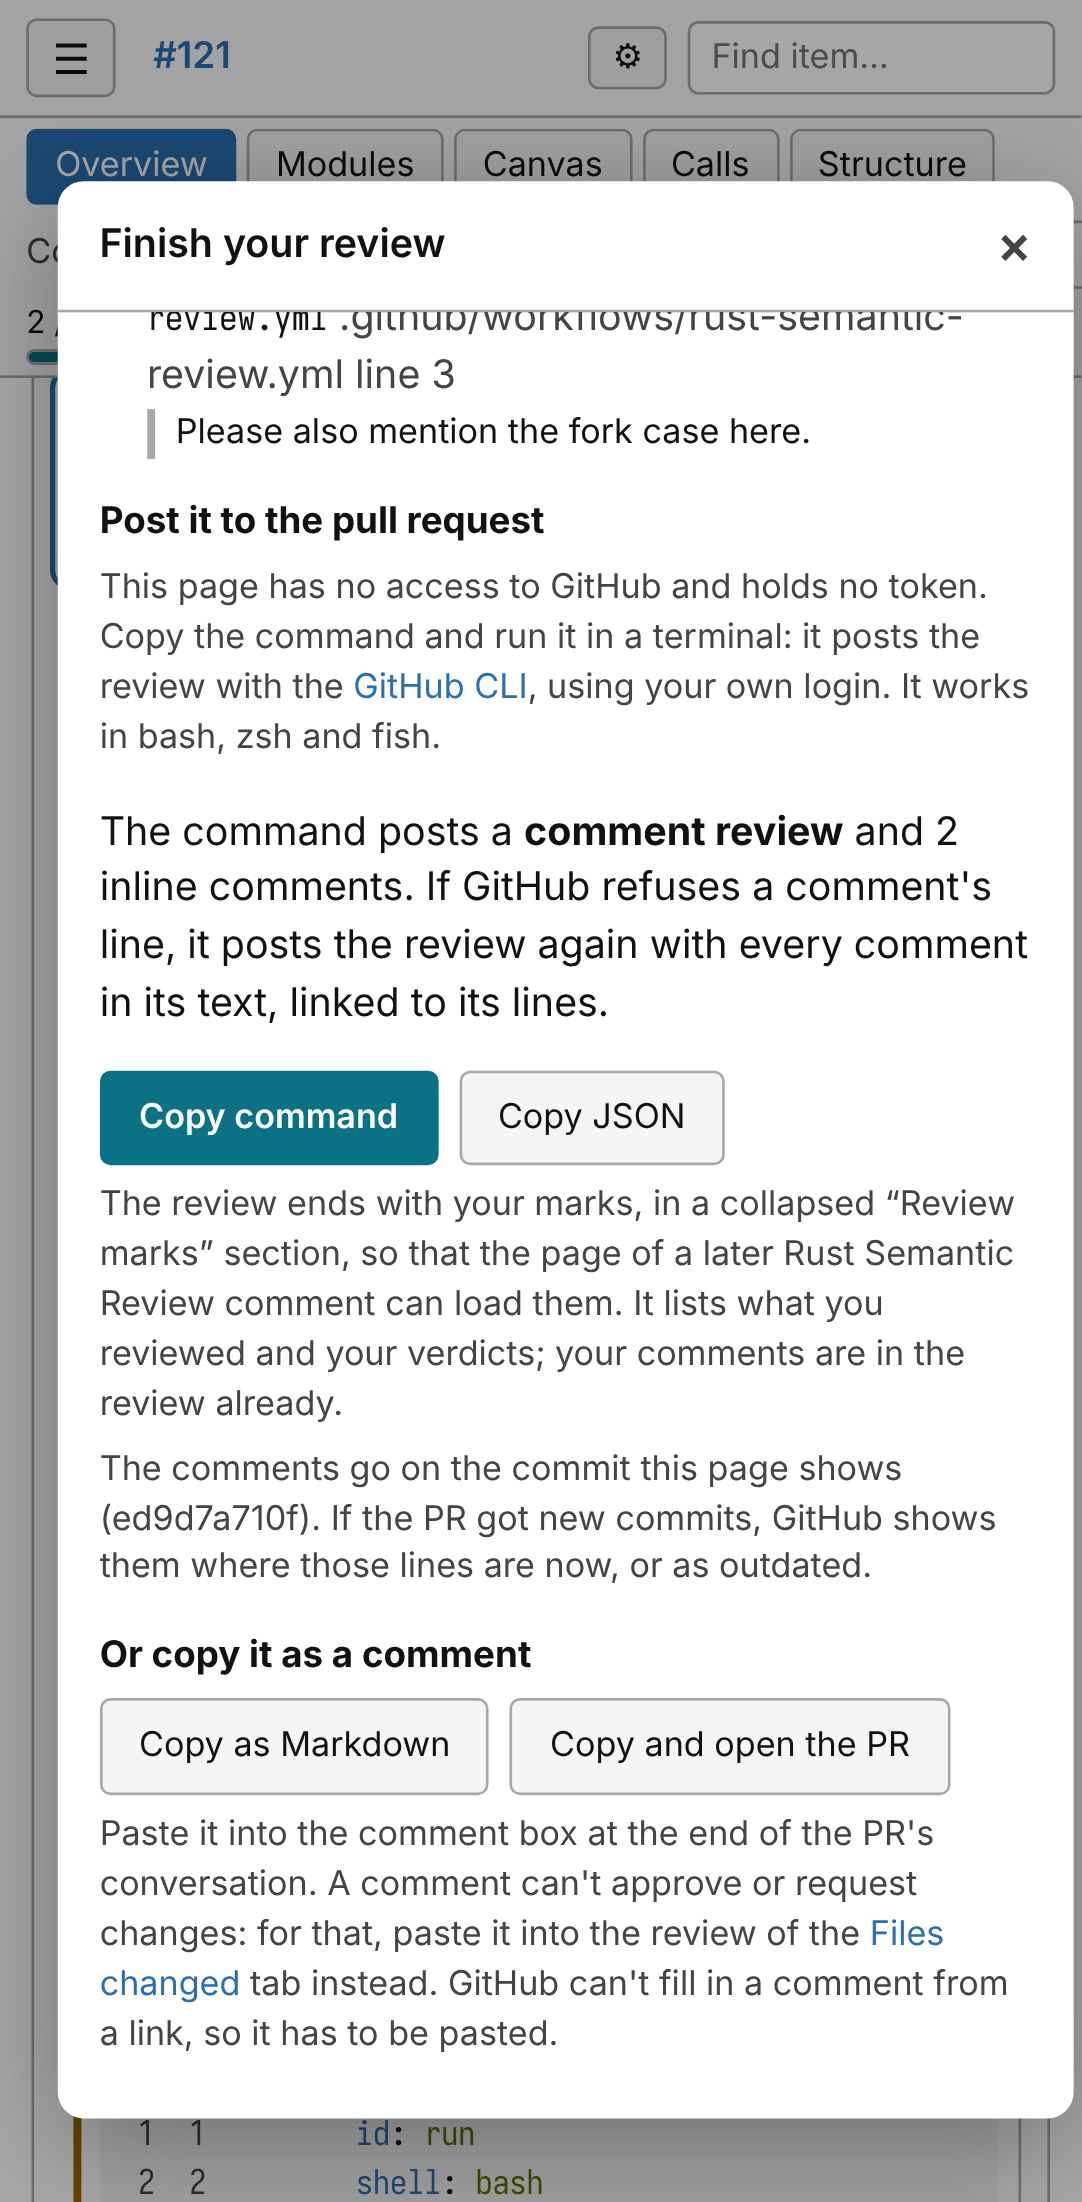 ☰ #121 ⚙ Find item...
Overview Modules Canvas Calls Structure
Co
2 /
Finish your review ×
review.yml .github/workflows/rust-semantic-
review.yml line 3
Please also mention the fork case here.
Post it to the pull request
This page has no access to GitHub and holds no token.
Copy the command and run it in a terminal: it posts the
review with the GitHub CLI, using your own login. It works
in bash, zsh and fish.
The command posts a comment review and 2
inline comments. If GitHub refuses a comment's
line, it posts the review again with every comment
in its text, linked to its lines.
Copy command Copy JSON
The review ends with your marks, in a collapsed “Review
marks” section, so that the page of a later Rust Semantic
Review comment can load them. It lists what you
reviewed and your verdicts; your comments are in the
review already.
The comments go on the commit this page shows
(ed9d7a710f). If the PR got new commits, GitHub shows
them where those lines are now, or as outdated.
Or copy it as a comment
Copy as Markdown Copy and open the PR
Paste it into the comment box at the end of the PR's
conversation. A comment can't approve or request
changes: for that, paste it into the review of the Files
changed tab instead. GitHub can't fill in a comment from
a link, so it has to be pasted.
1 1 id: run
2 2 shell: bash